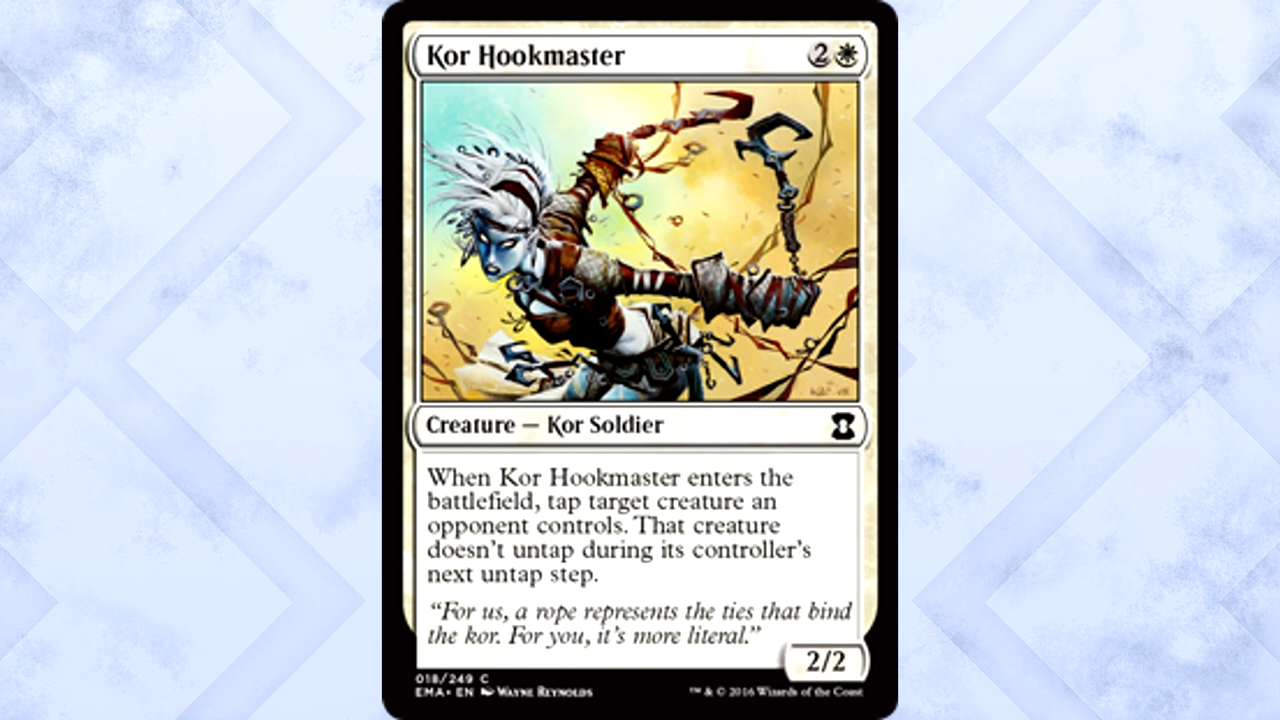 Kor Hookmaster 2
Creature — Kor Soldier
When Kor Hookmaster enters the
battlefield, tap target creature an
opponent controls. That creature
doesn't untap during its controller's
next untap step.
"For us, a rope represents the ties that bind
the kor. For you, it's more literal."
2/2
018/249 C
EMA • EN Wayne Reynolds
™ & © 2016 Wizards of the Coast